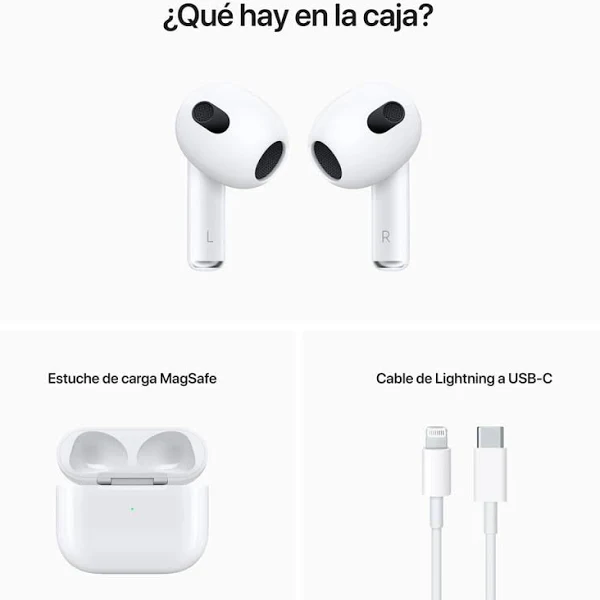 ¿Qué hay en la caja?
L
R
Estuche de carga MagSafe
Cable de Lightning a USB-C